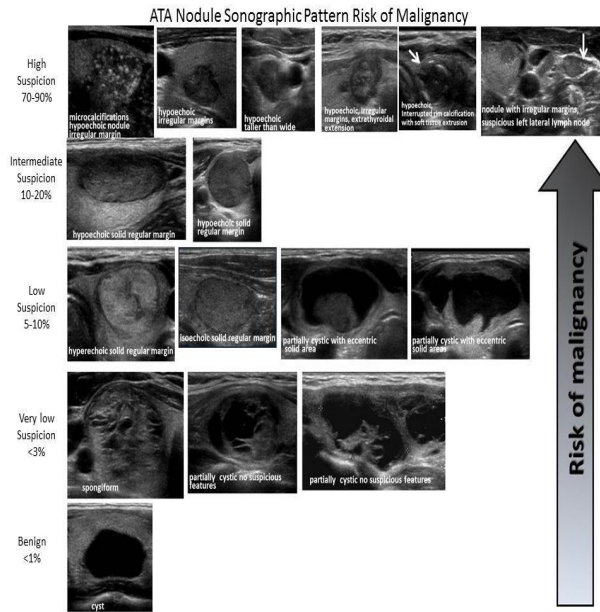 ATA Nodule Sonographic Pattern Risk of Malignancy
High
Suspicion
70-90%
microcalcifications
hypoechoic nodule
irregular margin
hypoechoic
irregular margins
hypoechoic
taller than wide
hypoechoic, irregular
margins, extrathyroidal
extension
hypoechoic,
Interrupted rim calcification
with soft tissue extrusion
nodule with irregular margins,
suspicious left lateral lymph node
Intermediate
Suspicion
10-20%
hypoechoic solid regular margin
hypoechoic solid
regular margin
Low
Suspicion
5-10%
hyperechoic solid regular margin
isoechoic solid regular margin
partially cystic with eccentric
solid area
partially cystic with eccentric
solid areas
Very low
Suspicion
<3%
spongiform
partially cystic no suspicious
features
partially cystic no suspicious features
Benign
<1%
cyst
Risk of malignancy